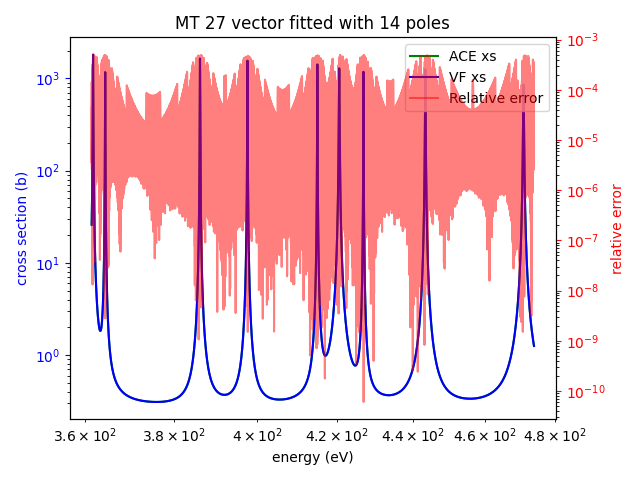 MT 27 vector fitted with 14 poles
ACE xs
VF xs
Relative error
cross section (b)
10³
10²
10¹
10⁰
relative error
10⁻³
10⁻⁴
10⁻⁵
10⁻⁶
10⁻⁷
10⁻⁸
10⁻⁹
10⁻¹⁰
3.6 × 10² 3.8 × 10² 4 × 10² 4.2 × 10² 4.4 × 10² 4.6 × 10² 4.8 × 10²
energy (eV)